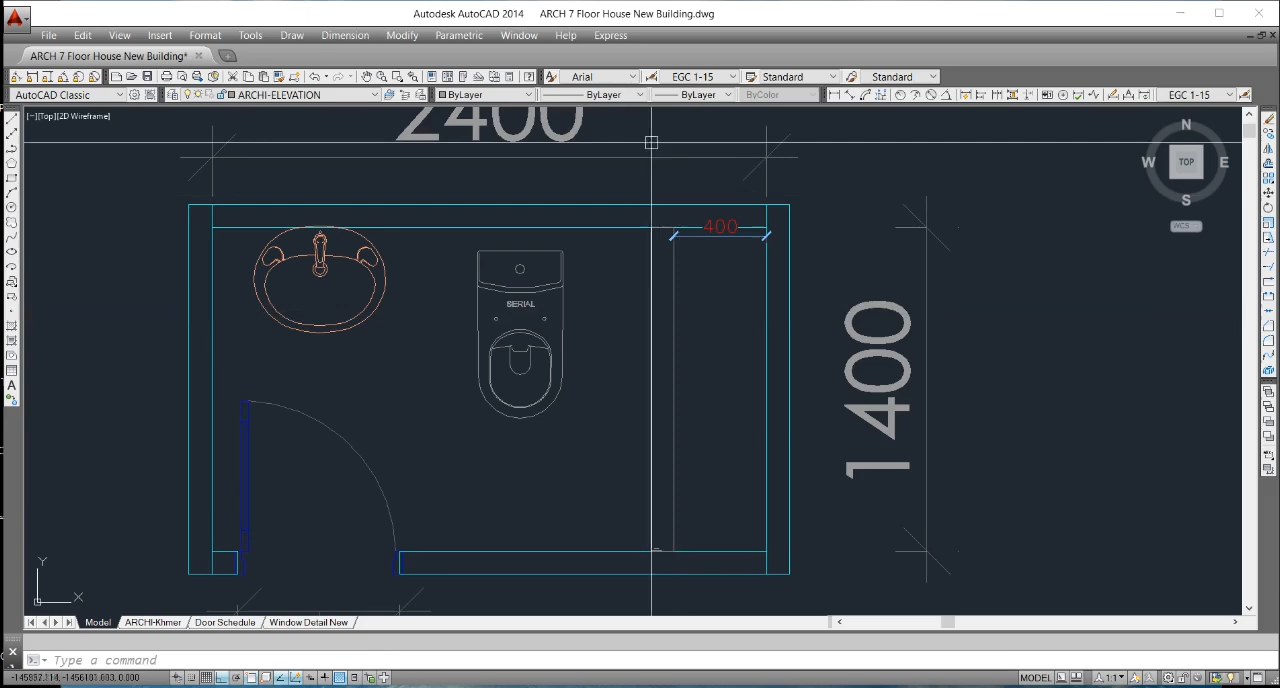 Autodesk AutoCAD 2014 ARCH 7 Floor House New Building.dwg
File Edit View Insert Format Tools Draw Dimension Modify Parametric Window Help Express
ARCH 7 Floor House New Building*
Arial EGC 1-15 Standard Standard
AutoCAD Classic ARCH-ELEVATION ByLayer ByLayer ByLayer ByColor EGC 1-15
[−][Top][2D Wireframe]
2400
N
W TOP E
S
WCS
400
SERIAL
1400
Y
X
Model ARCHI-Khmer Door Schedule Window Detail New
Type a command
MODEL 1:1